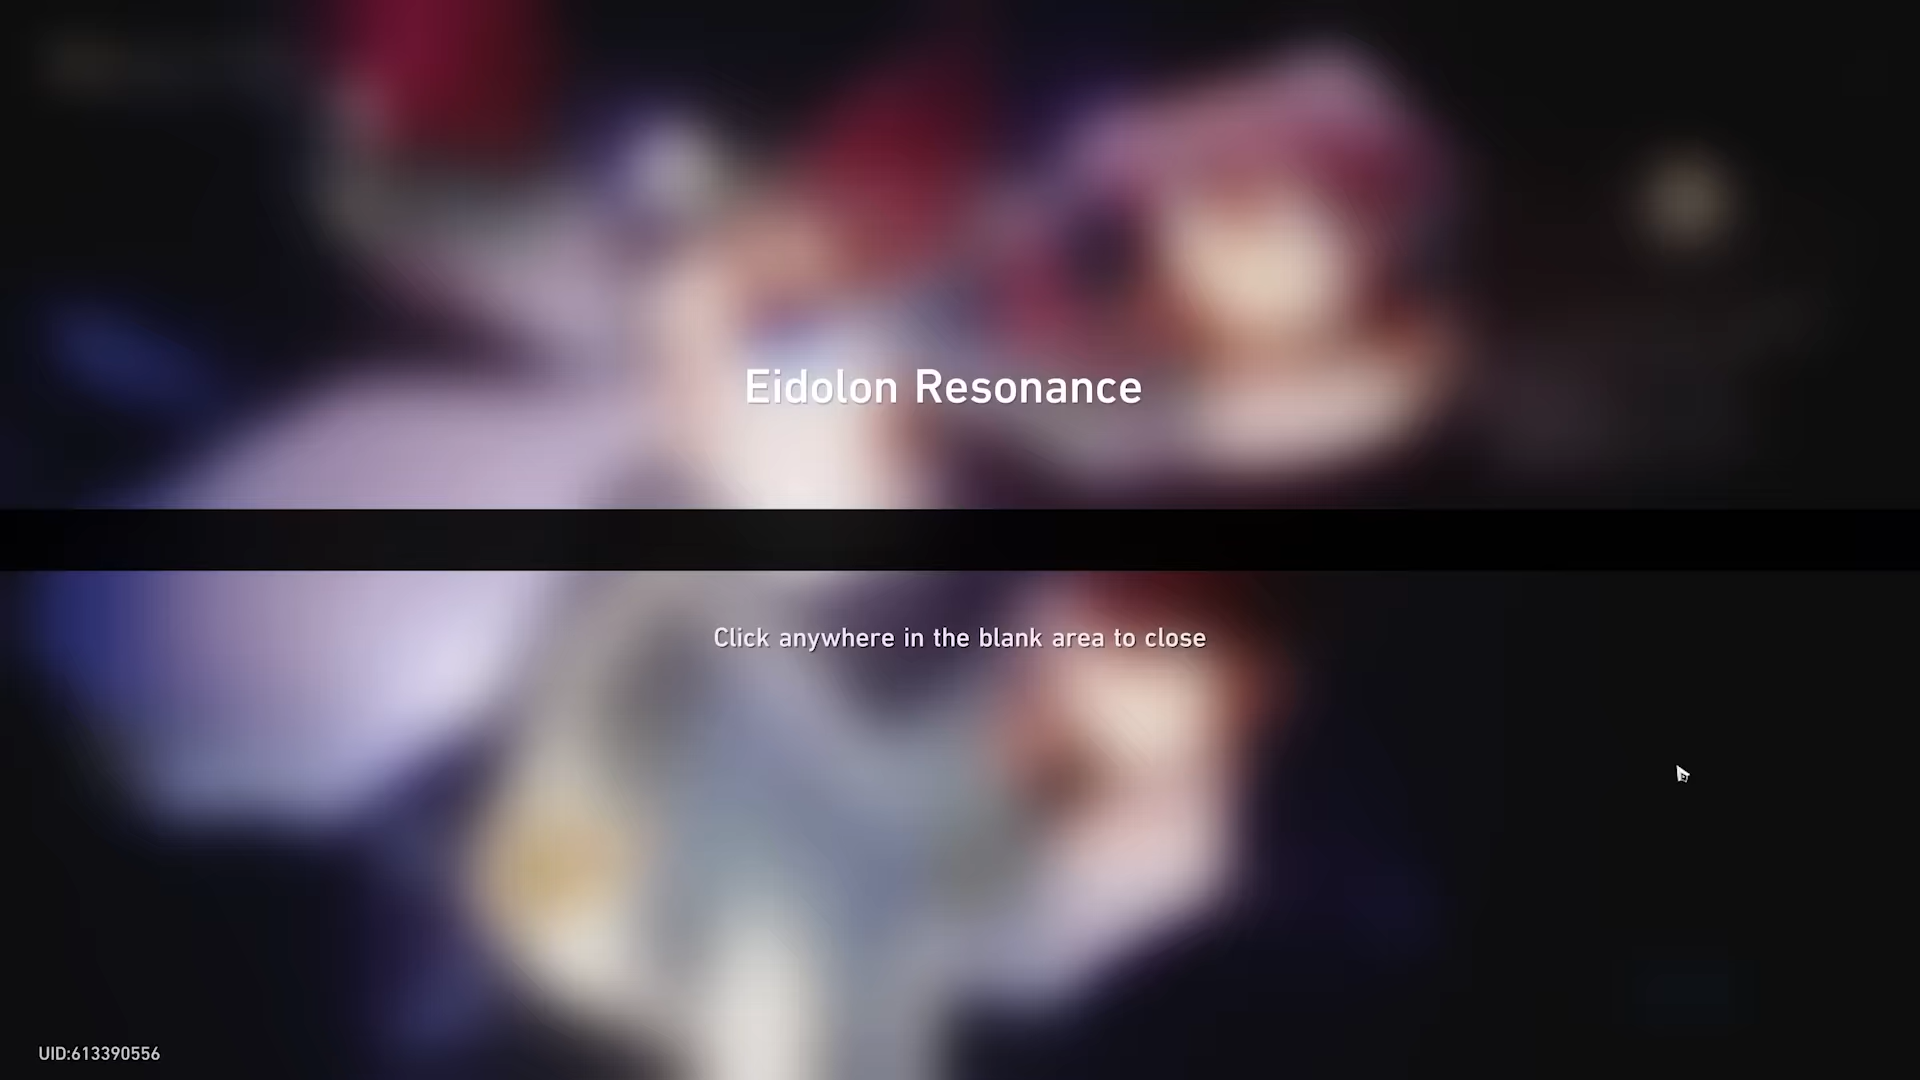 Eidolon Resonance
Click anywhere in the blank area to close
UID:613390556